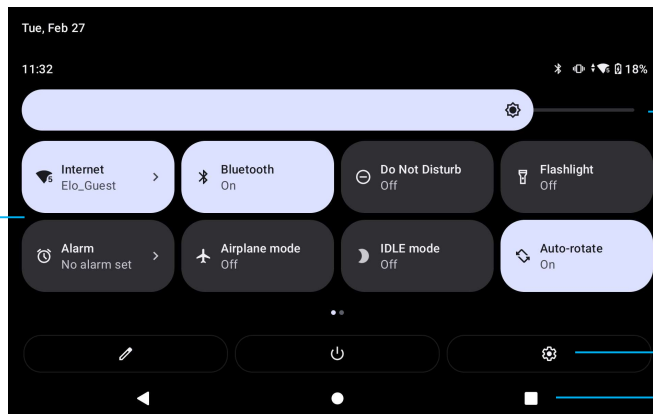 Tue, Feb 27
11:32
18%
Internet
Elo_Guest
Bluetooth
On
Do Not Disturb
Off
Flashlight
Off
Alarm
No alarm set
Airplane mode
Off
IDLE mode
Off
Auto-rotate
On